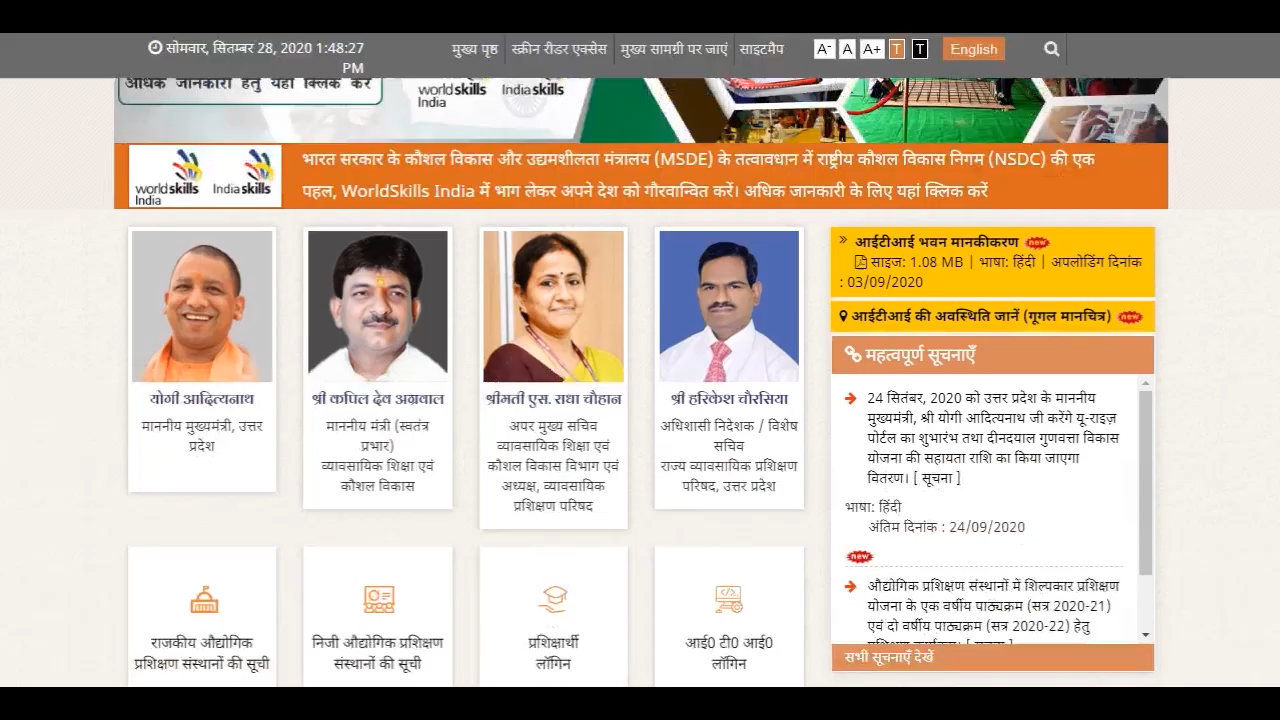 सोमवार, सितम्बर 28, 2020 1:48:27
PM
मुख्य पृष्ठ
स्क्रीन रीडर एक्सेस
मुख्य सामग्री पर जाएं
साइटमैप
A- A A+ T T
English
अधिक जानकारी हेतु यहाँ क्लिक करें
worldskills
India
Indiaskills
worldskills
India
Indiaskills
भारत सरकार के कौशल विकास और उद्यमशीलता मंत्रालय (MSDE) के तत्वावधान में राष्ट्रीय कौशल विकास निगम (NSDC) की एक
पहल, WorldSkills India में भाग लेकर अपने देश को गौरवान्वित करें। अधिक जानकारी के लिए यहां क्लिक करें
योगी आदित्यनाथ
माननीय मुख्यमंत्री, उत्तर
प्रदेश
श्री कपिल देव अग्रवाल
माननीय मंत्री (स्वतंत्र
प्रभार)
व्यावसायिक शिक्षा एवं
कौशल विकास
श्रीमती एस. राधा चौहान
अपर मुख्य सचिव
व्यावसायिक शिक्षा एवं
कौशल विकास विभाग एवं
अध्यक्ष, व्यावसायिक
प्रशिक्षण परिषद
श्री हरिकेश चौरसिया
अधिशासी निदेशक / विशेष
सचिव
राज्य व्यावसायिक प्रशिक्षण
परिषद, उत्तर प्रदेश
राजकीय औद्योगिक
प्रशिक्षण संस्थानों की सूची
निजी औद्योगिक प्रशिक्षण
संस्थानों की सूची
प्रशिक्षार्थी
लॉगिन
आई0 टी0 आई0
लॉगिन
आईटीआई भवन मानकीकरण new
साइज: 1.08 MB | भाषा: हिंदी | अपलोडिंग दिनांक
: 03/09/2020
आईटीआई की अवस्थिति जानें (गूगल मानचित्र) new
महत्वपूर्ण सूचनाएँ
24 सितंबर, 2020 को उत्तर प्रदेश के माननीय
मुख्यमंत्री, श्री योगी आदित्यनाथ जी करेंगे यू-राइज़
पोर्टल का शुभारंभ तथा दीनदयाल गुणवत्ता विकास
योजना की सहायता राशि का किया जाएगा
वितरण। [ सूचना ]
भाषा: हिंदी
अंतिम दिनांक : 24/09/2020
new
औद्योगिक प्रशिक्षण संस्थानों में शिल्पकार प्रशिक्षण
योजना के एक वर्षीय पाठ्यक्रम (सत्र 2020-21)
एवं दो वर्षीय पाठ्यक्रम (सत्र 2020-22) हेतु
सभी सूचनाएँ देखें